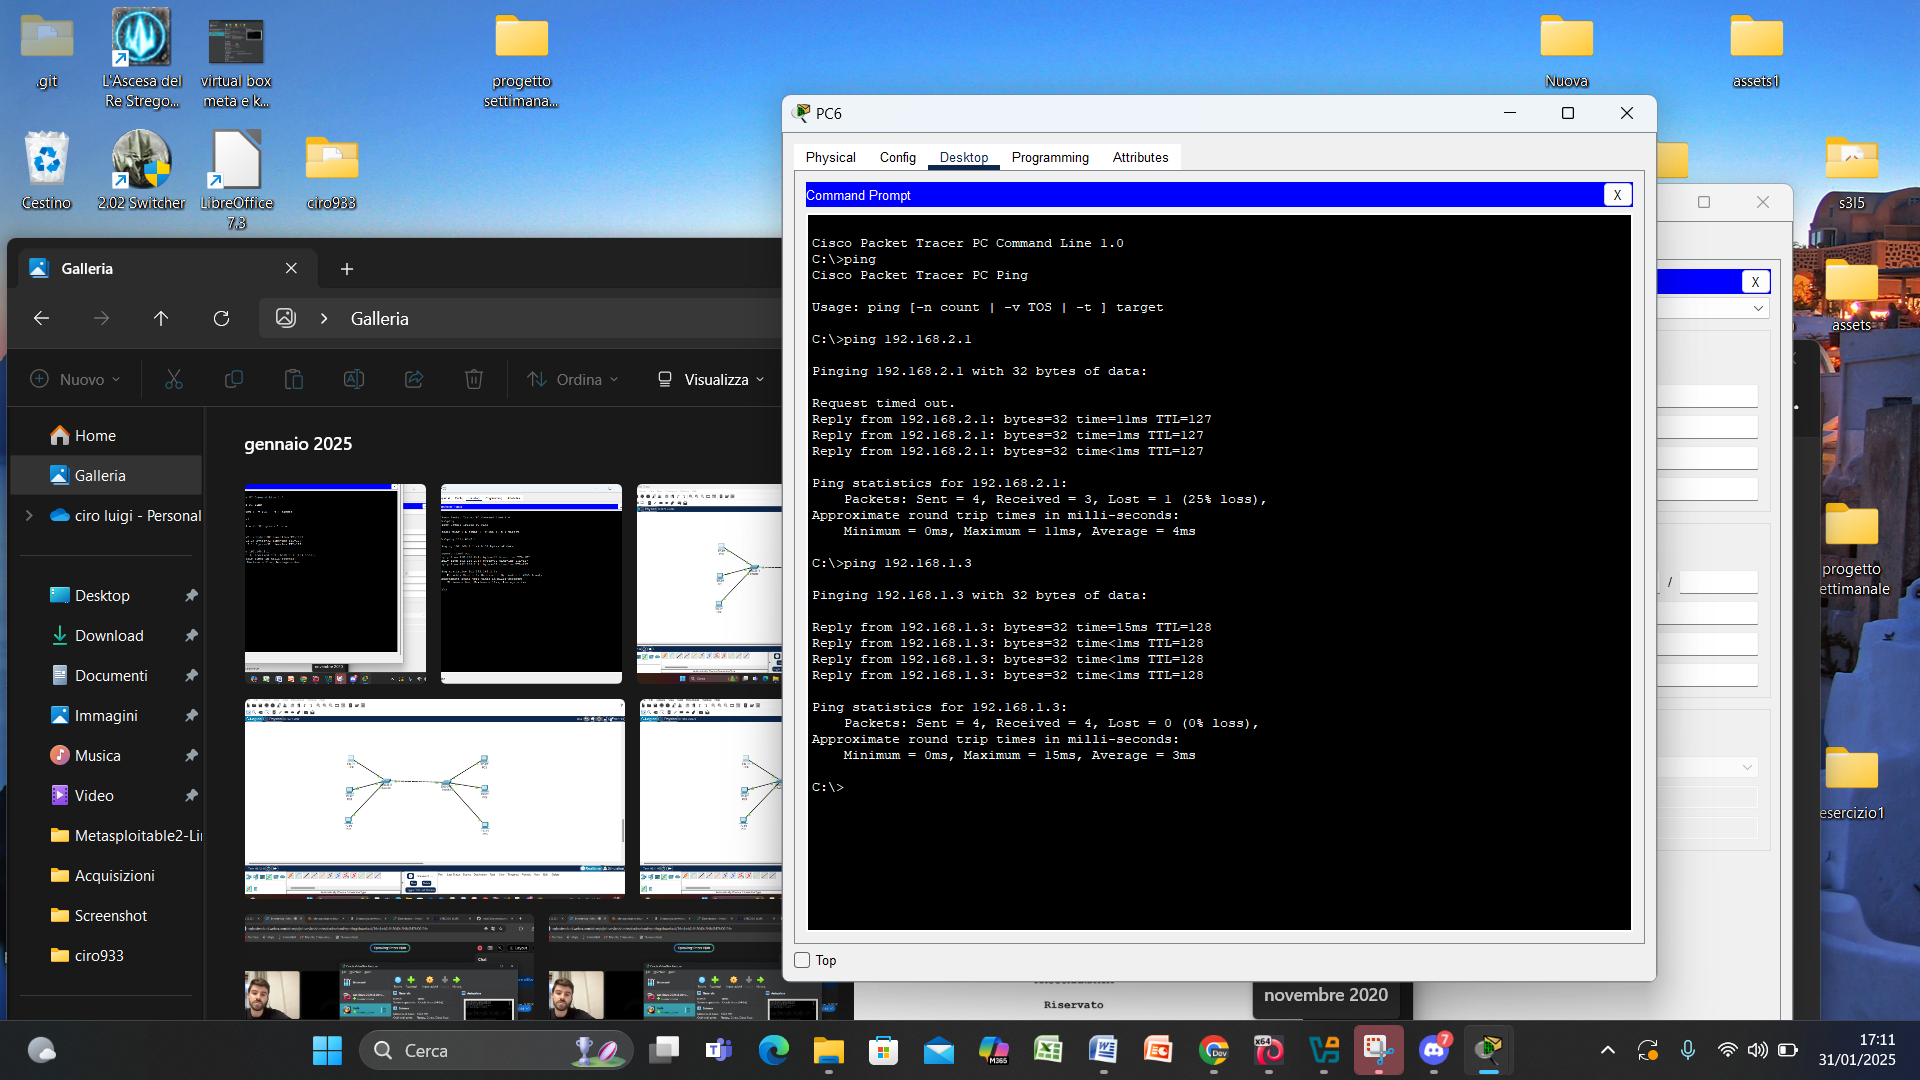 .git
L'Ascesa del
Re Strego...
virtual box
meta e k...
progetto
settimana...
Nuova
assets1
Cestino
2.02 Switcher
LibreOffice
7.3
ciro933
s3l5
assets
progetto
ettimanale
esercizio1
PC6
Physical
Config
Desktop
Programming
Attributes
Command Prompt
X
X
Cisco Packet Tracer PC Command Line 1.0
C:\>ping
Cisco Packet Tracer PC Ping
Usage: ping [-n count | -v TOS | -t ] target
C:\>ping 192.168.2.1
Pinging 192.168.2.1 with 32 bytes of data:
Request timed out.
Reply from 192.168.2.1: bytes=32 time=11ms TTL=127
Reply from 192.168.2.1: bytes=32 time=1ms TTL=127
Reply from 192.168.2.1: bytes=32 time<1ms TTL=127
Ping statistics for 192.168.2.1:
Packets: Sent = 4, Received = 3, Lost = 1 (25% loss),
Approximate round trip times in milli-seconds:
Minimum = 0ms, Maximum = 11ms, Average = 4ms
C:\>ping 192.168.1.3
Pinging 192.168.1.3 with 32 bytes of data:
Reply from 192.168.1.3: bytes=32 time=15ms TTL=128
Reply from 192.168.1.3: bytes=32 time<1ms TTL=128
Reply from 192.168.1.3: bytes=32 time<1ms TTL=128
Reply from 192.168.1.3: bytes=32 time<1ms TTL=128
Ping statistics for 192.168.1.3:
Packets: Sent = 4, Received = 4, Lost = 0 (0% loss),
Approximate round trip times in milli-seconds:
Minimum = 0ms, Maximum = 15ms, Average = 3ms
C:\>
Top
/
Galleria
Galleria
Nuovo
Ordina
Visualizza
Home
Galleria
ciro luigi - Personal
Desktop
Download
Documenti
Immagini
Musica
Video
Metasploitable2-Li
Acquisizioni
Screenshot
ciro933
gennaio 2025
Riservato
novembre 2020
Cerca
7
17:11
31/01/2025